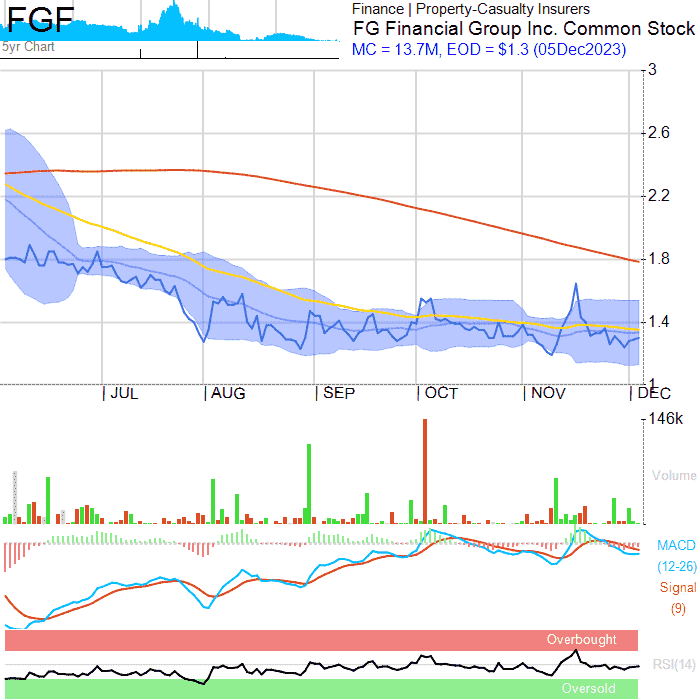 FGF
5yr Chart
Finance | Property-Casualty Insurers
FG Financial Group Inc. Common Stock
MC = 13.7M, EOD = $1.3 (05Dec2023)
3
2.6
2.2
1.8
1.4
1
JUL AUG SEP OCT NOV DEC
146k
Volume
MACD
(12-26)
Signal
(9)
Overbought
RSI(14)
Oversold